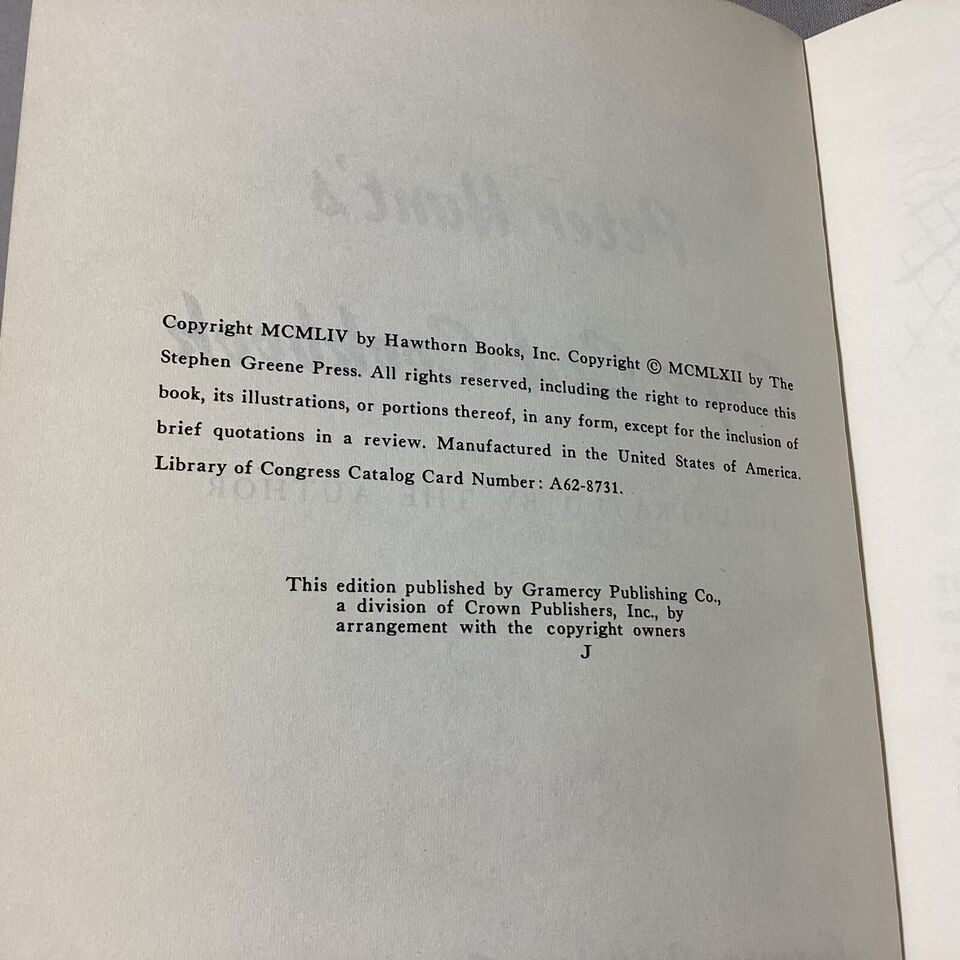 Copyright MCMLIV by Hawthorn Books, Inc. Copyright © MCMLXII by The
Stephen Greene Press. All rights reserved, including the right to reproduce this
book, its illustrations, or portions thereof, in any form, except for the inclusion of
brief quotations in a review. Manufactured in the United States of America.
Library of Congress Catalog Card Number: A62-8731.
This edition published by Gramercy Publishing Co.,
a division of Crown Publishers, Inc., by
arrangement with the copyright owners
J